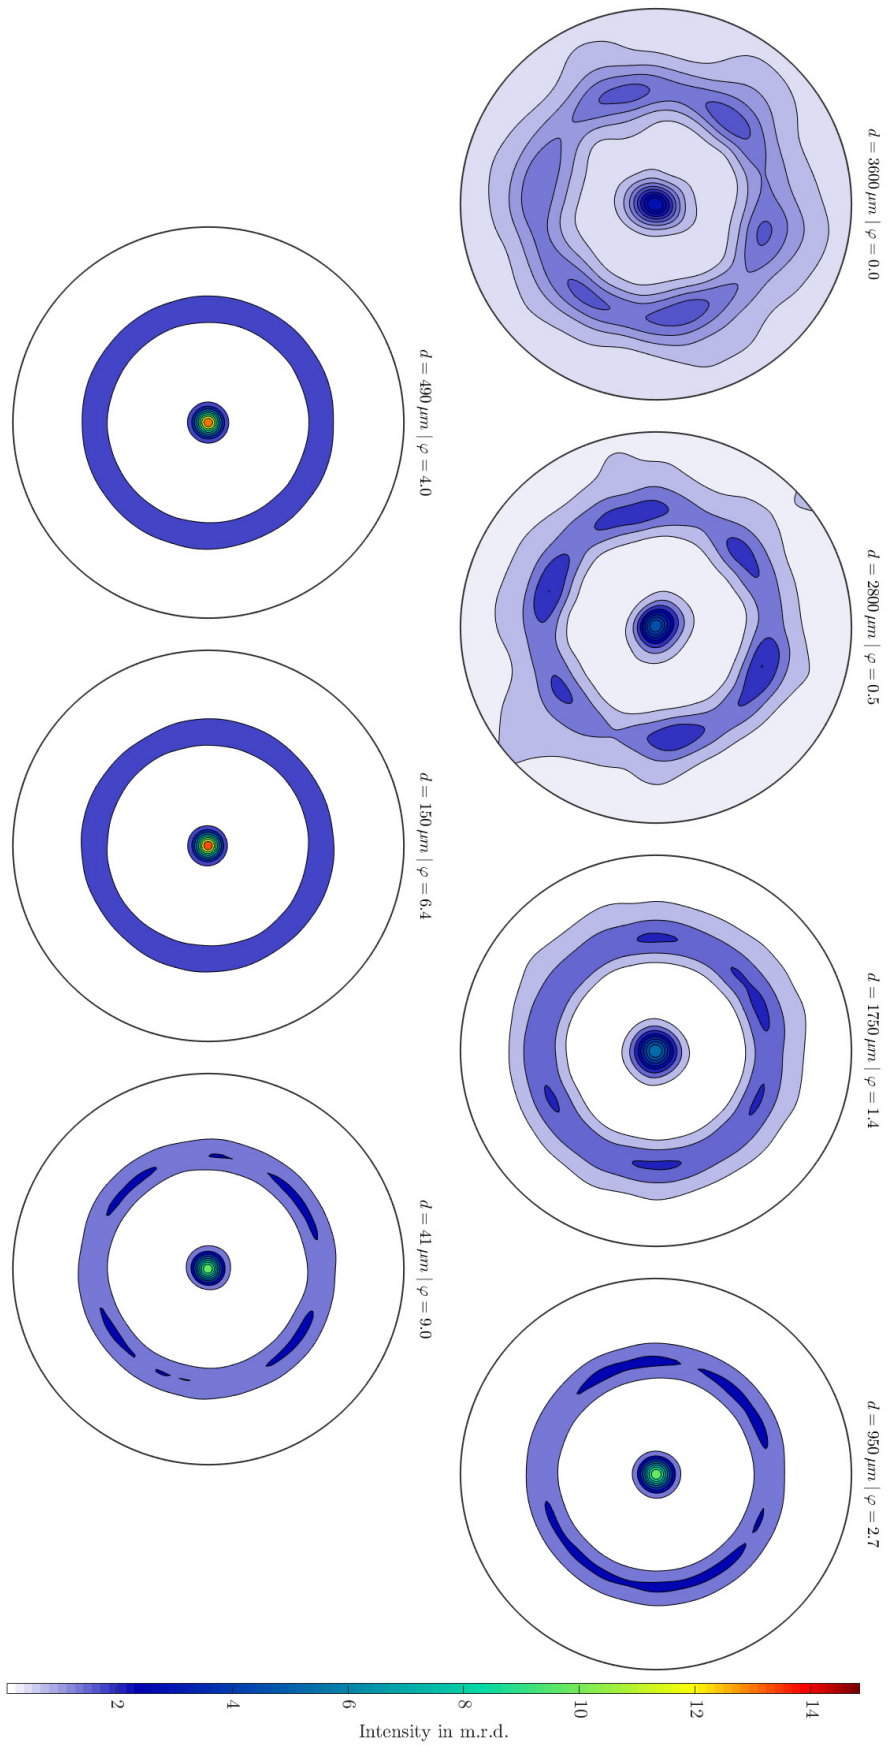 d = 3600 µm | φ = 0.0
d = 2800 µm | φ = 0.5
d = 1750 µm | φ = 1.4
d = 950 µm | φ = 2.7
d = 490 µm | φ = 4.0
d = 150 µm | φ = 6.4
d = 41 µm | φ = 9.0
2 4 6 8 10 12 14
Intensity in m.r.d.